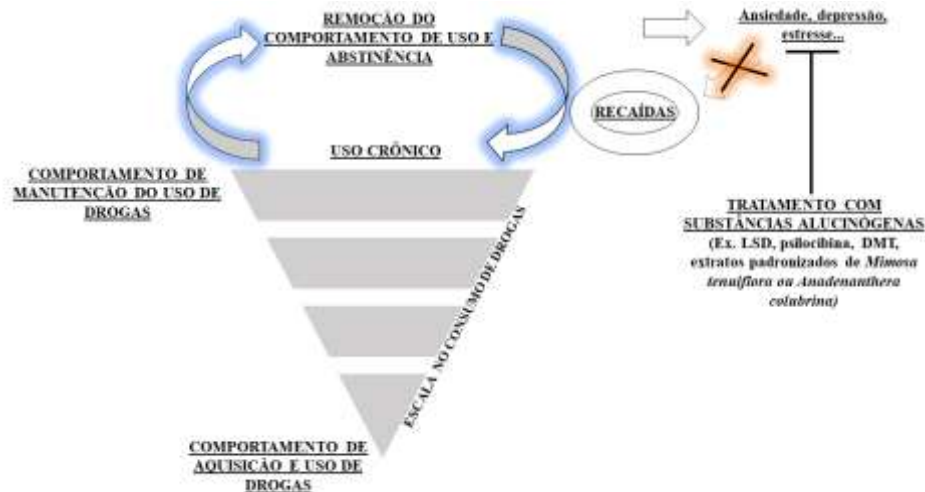 REMOÇÃO DO
COMPORTAMENTO DE USO E
ABSTINÊNCIA
Ansiedade, depressão,
estresse...
RECAÍDAS
USO CRÔNICO
COMPORTAMENTO DE
MANUTENÇÃO DO USO DE
DROGAS
TRATAMENTO COM
SUBSTÂNCIAS ALUCINÓGENAS
(Ex. LSD, psilocibina, DMT,
extratos padronizados de Mimosa
tenuiflora ou Anadenanthera
colubrina)
ESCALA NO CONSUMO DE DROGAS
COMPORTAMENTO DE
AQUISIÇÃO E USO DE
DROGAS